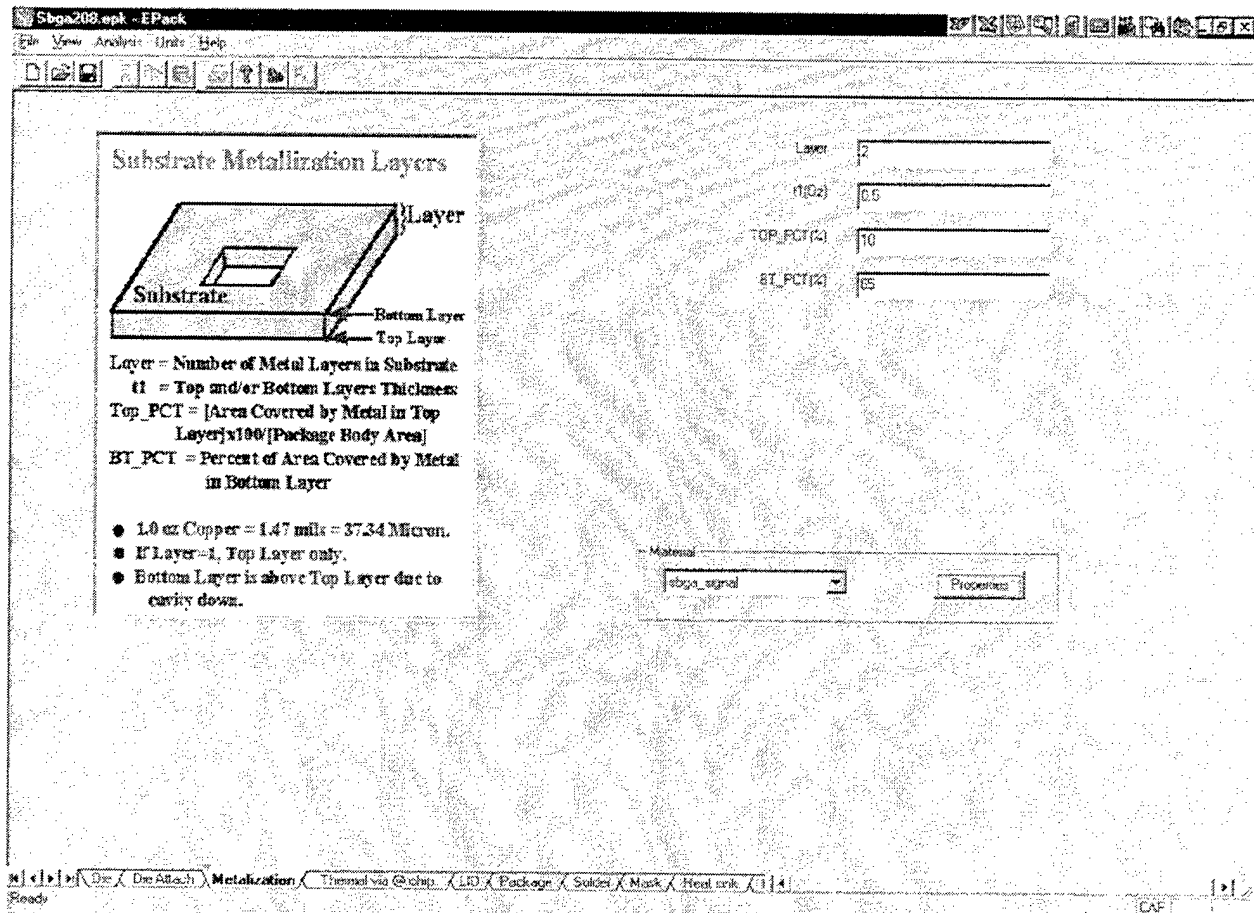 Sbga208.epk - EPack
File View Analysis Units Help
Substrate Metallization Layers
Layer
Substrate
Bottom Layer
Top Layer
Layer = Number of Metal Layers in Substrate
t1 = Top and/or Bottom Layers Thickness
Top_PCT = [Area Covered by Metal in Top
Layer]x100/[Package Body Area]
BT_PCT = Percent of Area Covered by Metal
in Bottom Layer
● 1.0 oz Copper = 1.47 mils = 37.34 Micron.
● If Layer=1, Top Layer only.
● Bottom Layer is above Top Layer due to
cavity down.
Layer 2
t1(Oz) 0.5
TOP_PCT(%) 10
BT_PCT(%)
Material
sbga_signal
Properties
Die Die Attach Metalization Thermal via @ chip LID Package Solder Mask Heat sink
Ready
CAP